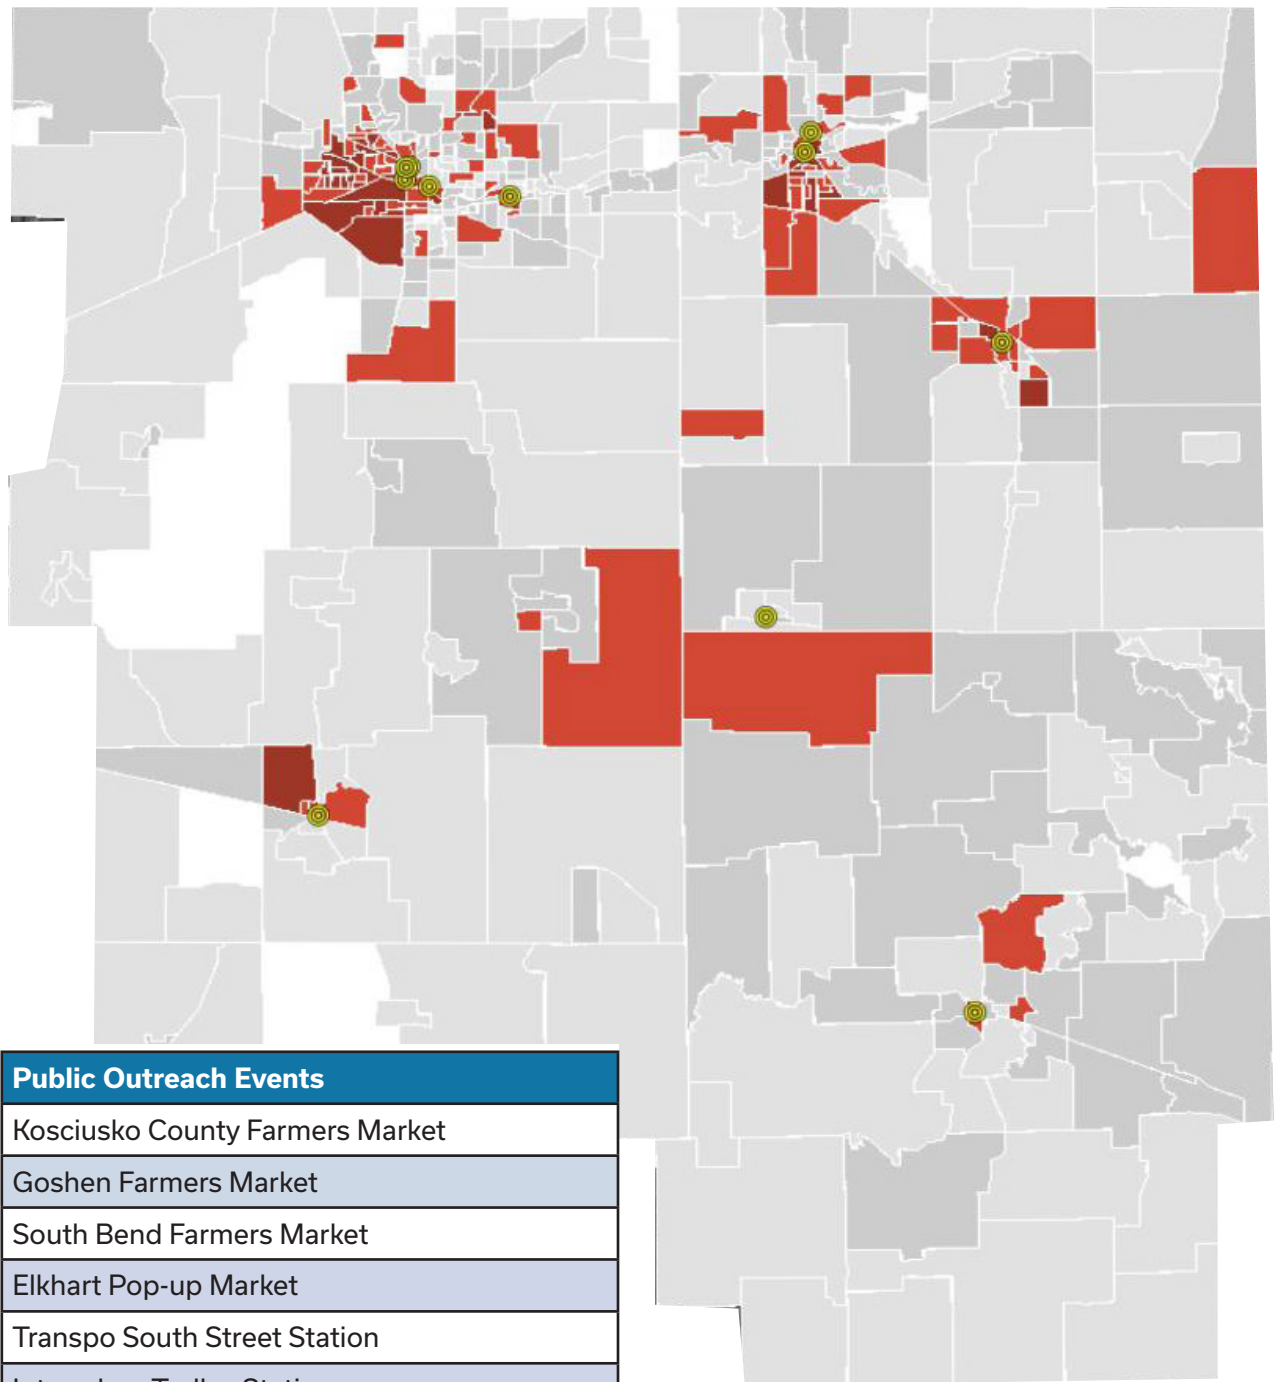 Public Outreach Events
Kosciusko County Farmers Market
Goshen Farmers Market
South Bend Farmers Market
Elkhart Pop-up Market
Transpo South Street Station